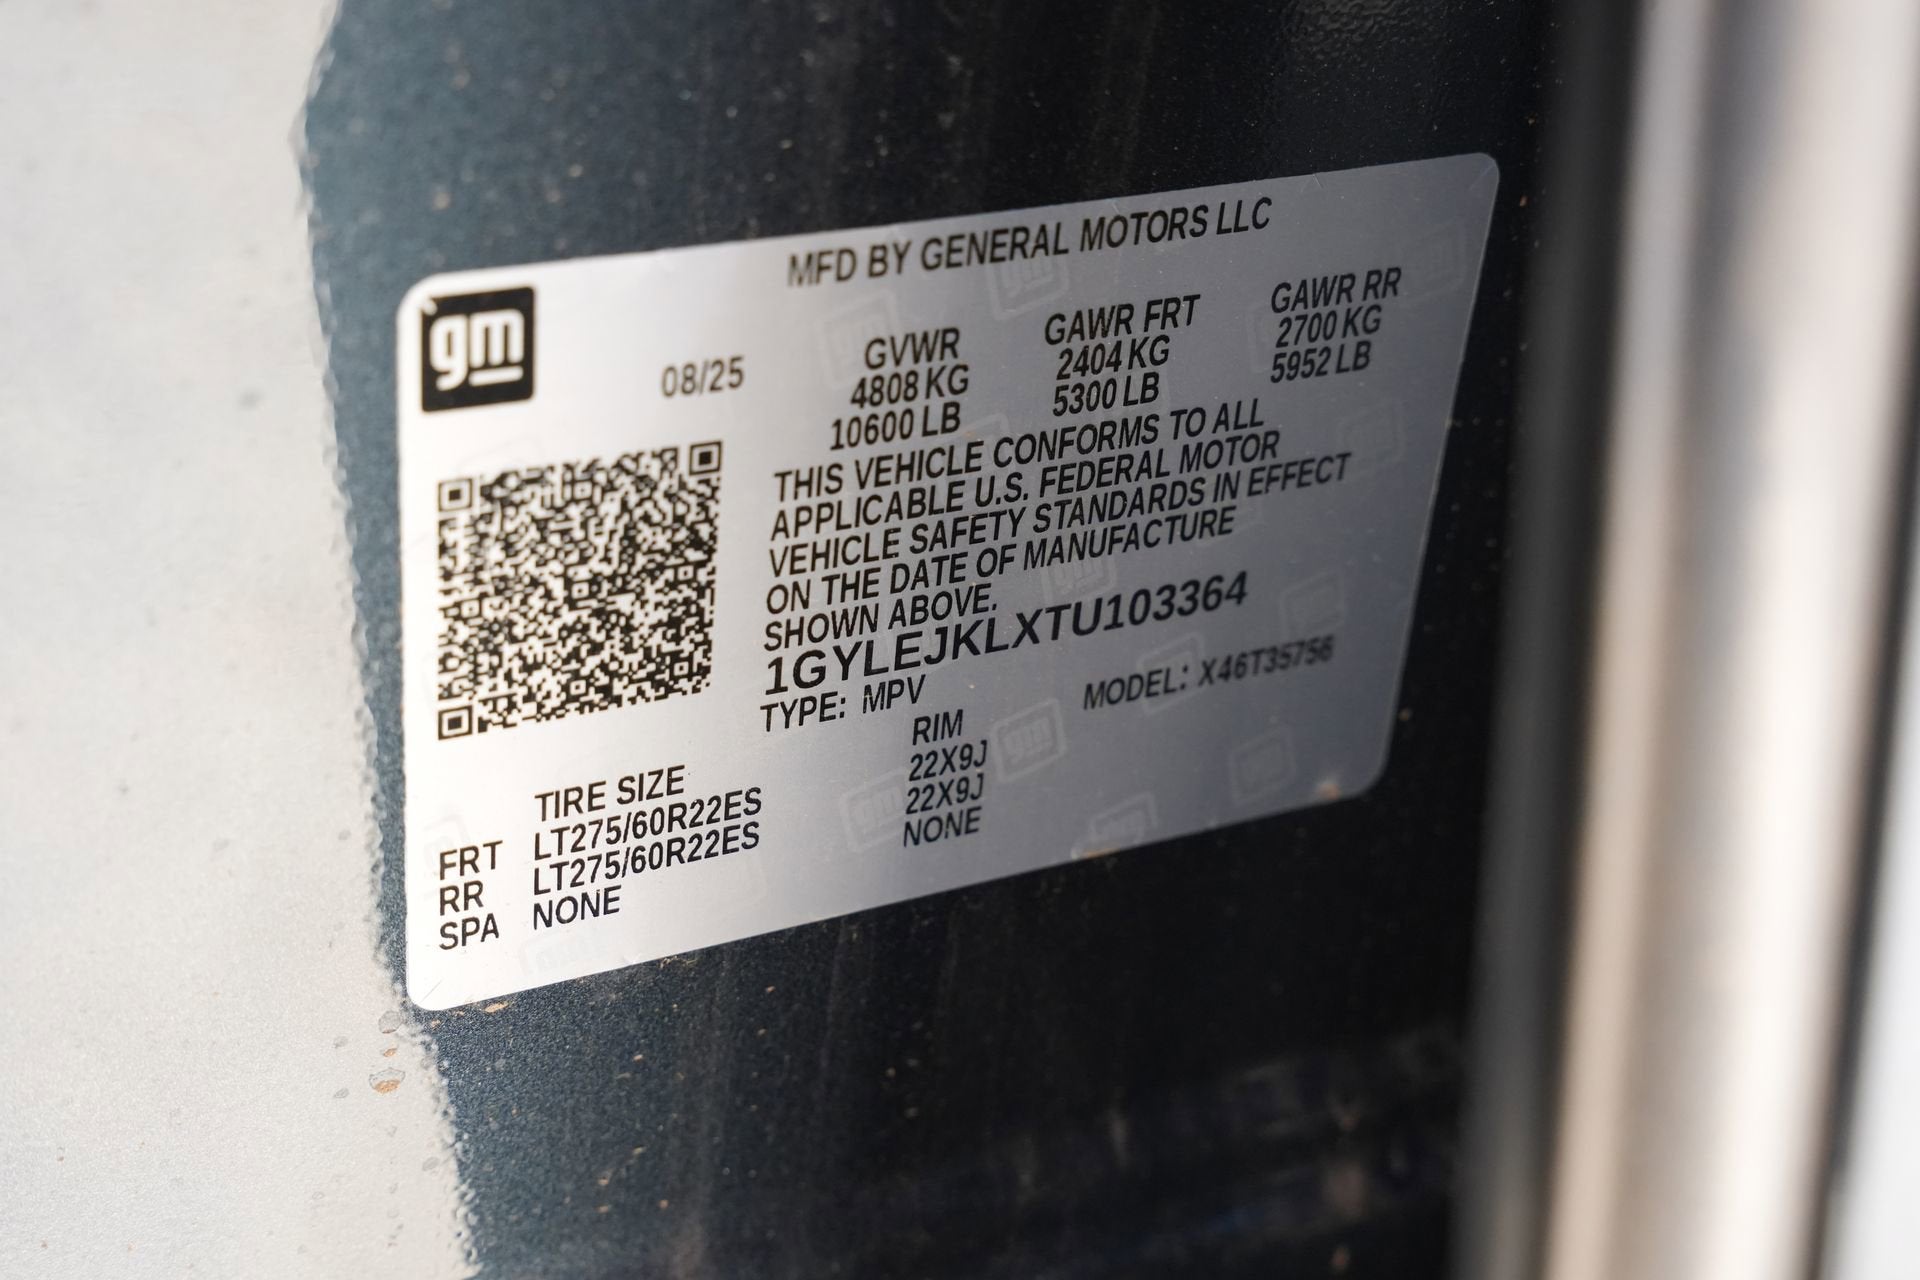 MFD BY GENERAL MOTORS LLC
gm
08/25
GVWR
4808 KG
10600 LB
GAWR FRT
2404 KG
5300 LB
GAWR RR
2700 KG
5952 LB
THIS VEHICLE CONFORMS TO ALL
APPLICABLE U.S. FEDERAL MOTOR
VEHICLE SAFETY STANDARDS IN EFFECT
ON THE DATE OF MANUFACTURE
SHOWN ABOVE.
1GYLEJKLXTU103364
TYPE: MPV
MODEL: X46T35756
TIRE SIZE RIM
FRT LT275/60R22ES 22X9J
RR LT275/60R22ES 22X9J
SPA NONE NONE